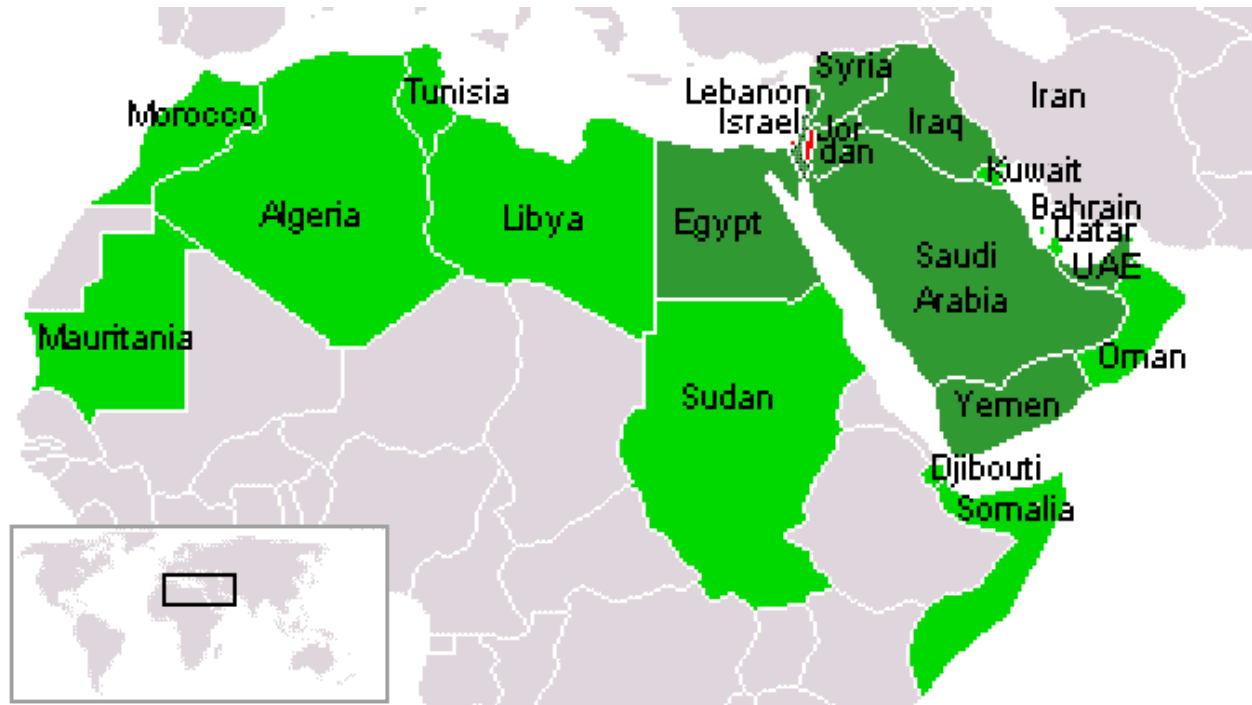 Syria
Lebanon
Iran
Tunisia
Morocco
Israel
Iraq
Jor
dan
Kuwait
Bahrain
Algeria
Libya
Egypt
Qatar
Saudi
UAE
Arabia
Mauritania
Oman
Sudan
Yemen
Djibouti
Somalia